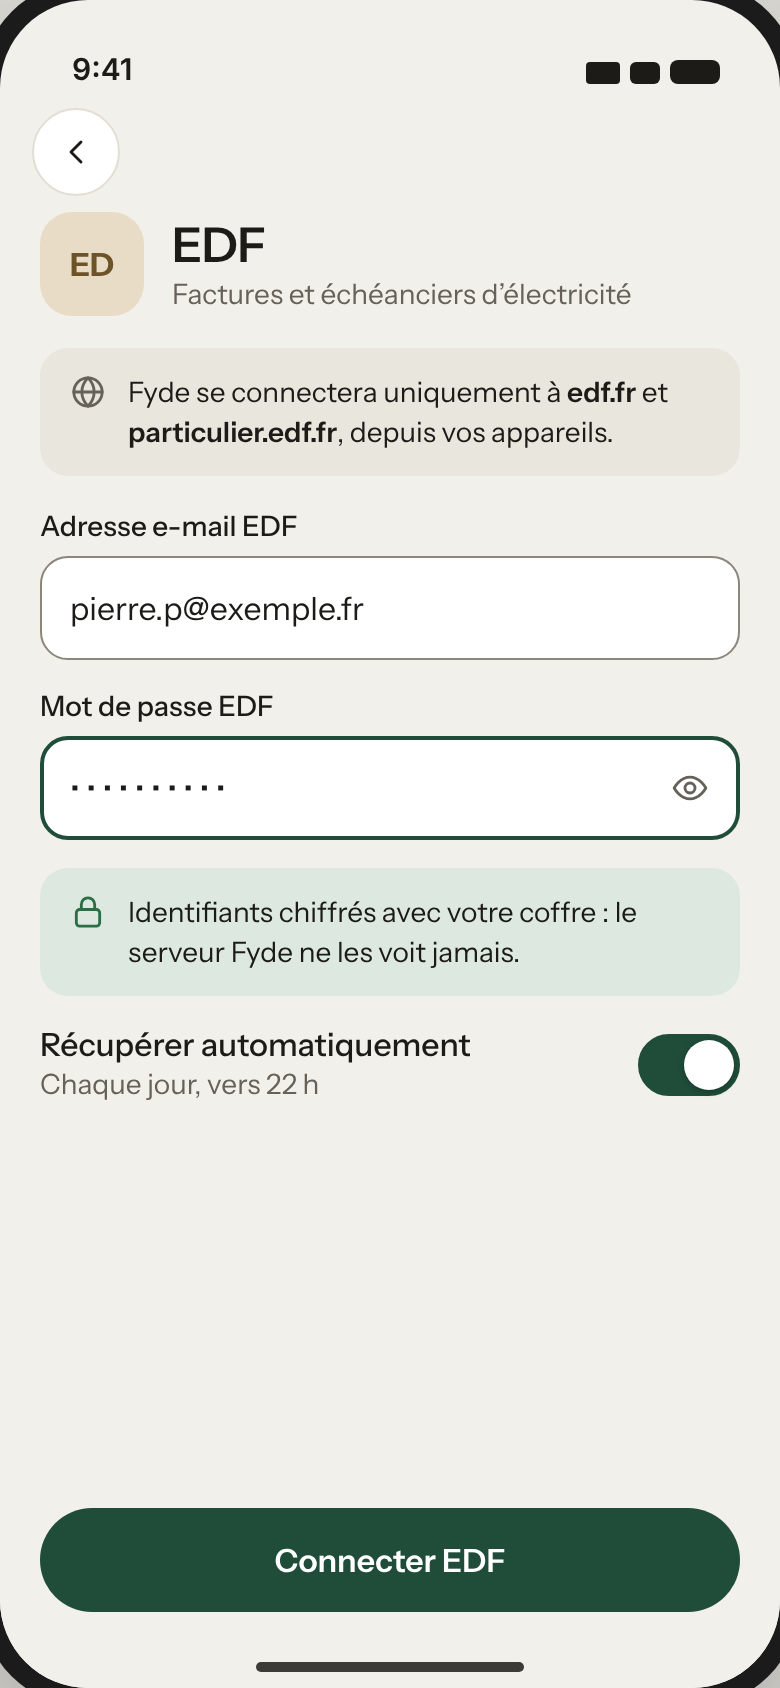 9:41
ED
EDF
Factures et échéanciers d’électricité
Fyde se connectera uniquement à edf.fr et
particulier.edf.fr, depuis vos appareils.
Adresse e-mail EDF
pierre.p@exemple.fr
Mot de passe EDF
··········
Identifiants chiffrés avec votre coffre : le
serveur Fyde ne les voit jamais.
Récupérer automatiquement
Chaque jour, vers 22 h
Connecter EDF